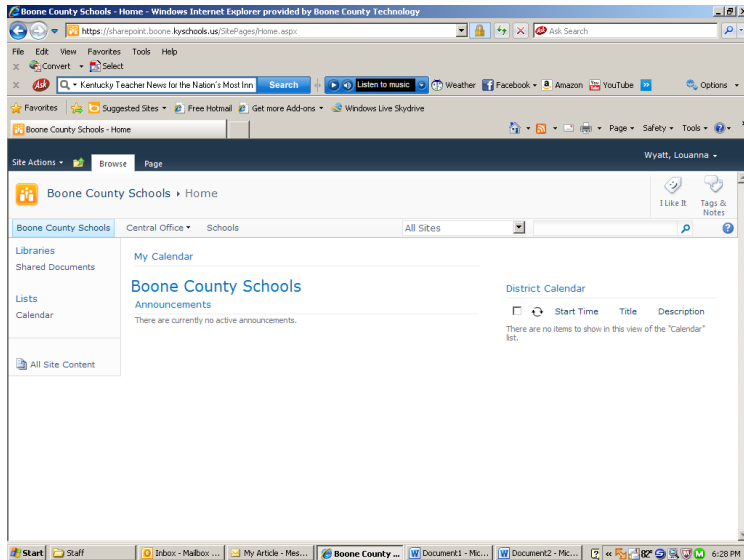 Boone County Schools - Home - Windows Internet Explorer provided by Boone County Technology
https://sharepoint.boone.kyschools.us/SitePages/Home.aspx
Ask Search
File Edit View Favorites Tools Help
x Convert Select
x Ask Kentucky Teacher News for the Nation's Most Inn Search Listen to music Weather Facebook Amazon YouTube Options
Favorites Suggested Sites Free Hotmail Get more Add-ons Windows Live Skydrive
Boone County Schools - Home Page Safety Tools
Site Actions Browse Page Wyatt, Louanna
Boone County Schools Home
I Like It Tags & Notes
Boone County Schools Central Office Schools All Sites
Libraries
Shared Documents
Lists
Calendar
All Site Content
My Calendar
Boone County Schools
Announcements
There are currently no active announcements.
District Calendar
Start Time Title Description
There are no items to show in this view of the "Calendar"
list.
Start Staff Inbox - Mailbox ... My Article - Mes... Boone County ... Document1 - Mic... Document2 - Mic... 82° 6:28 PM